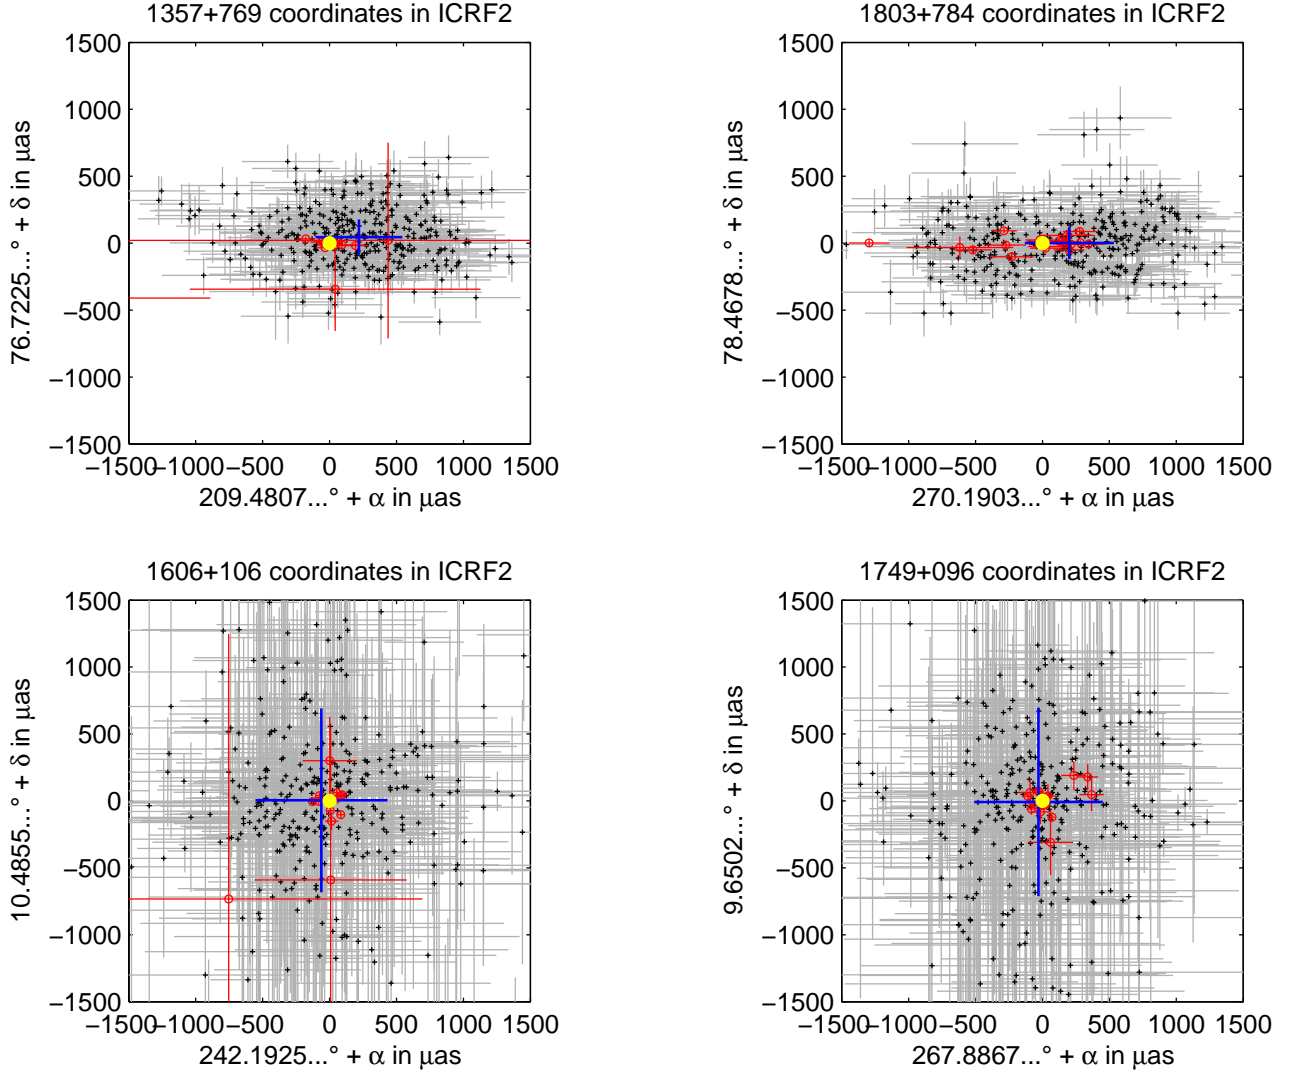 1357+769 coordinates in ICRF2
1500
1000
500
0
−500
−1000
−1500
−1500 −1000 −500 0 500 1000 1500
76.7225...° + δ in μas
209.4807...° + α in μas
1803+784 coordinates in ICRF2
1500
1000
500
0
−500
−1000
−1500
−1500 −1000 −500 0 500 1000 1500
78.4678...° + δ in μas
270.1903...° + α in μas
1606+106 coordinates in ICRF2
1500
1000
500
0
−500
−1000
−1500
−1500 −1000 −500 0 500 1000 1500
10.4855...° + δ in μas
242.1925...° + α in μas
1749+096 coordinates in ICRF2
1500
1000
500
0
−500
−1000
−1500
−1500 −1000 −500 0 500 1000 1500
9.6502...° + δ in μas
267.8867...° + α in μas